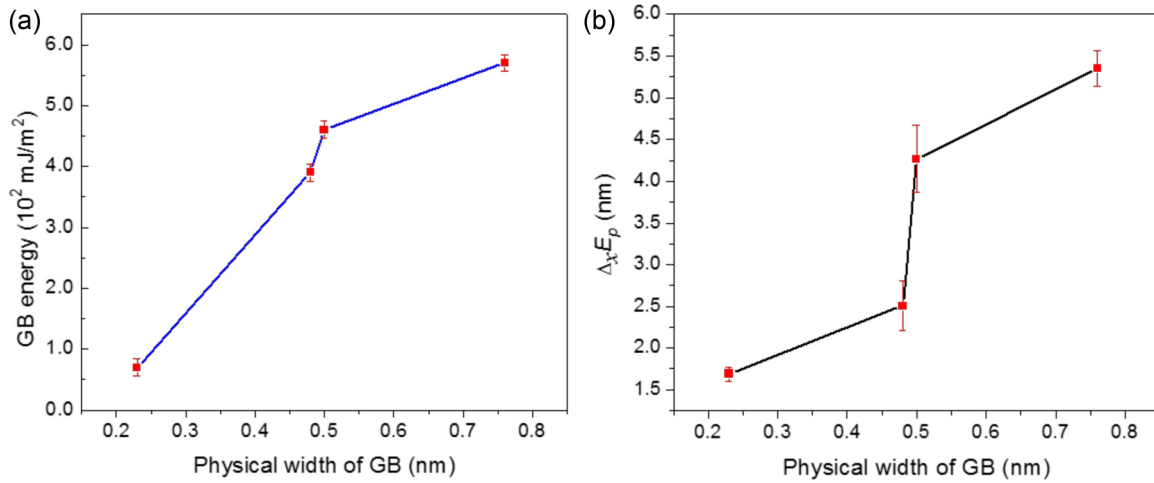 (a)
GB energy (10² mJ/m²)
6.0
5.0
4.0
3.0
2.0
1.0
0.0
0.2 0.3 0.4 0.5 0.6 0.7 0.8
Physical width of GB (nm)
(b)
ΔxEp (nm)
6.0
5.5
5.0
4.5
4.0
3.5
3.0
2.5
2.0
1.5
0.2 0.3 0.4 0.5 0.6 0.7 0.8
Physical width of GB (nm)